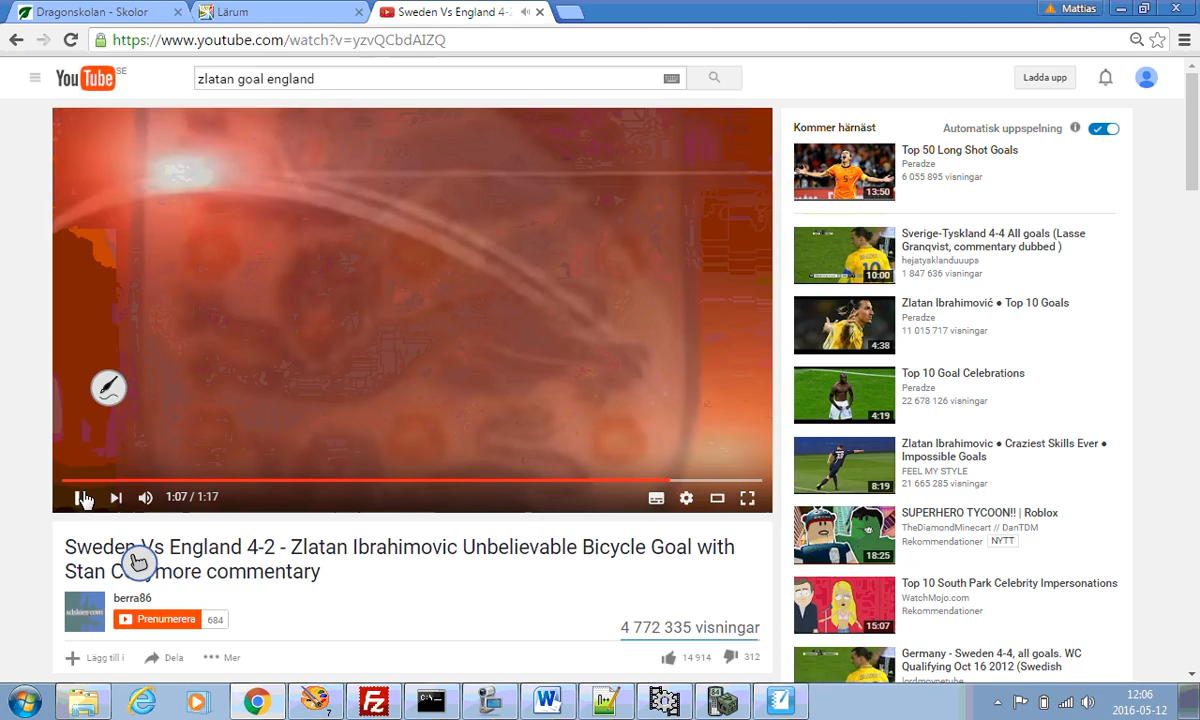 Dragonskolan - Skolor
Lärum
Sweden Vs England 4-2
Mattias
https://www.youtube.com/watch?v=yzvQCbdAIZQ
YouTube SE
zlatan goal england
Ladda upp
1:07 / 1:17
Sweden Vs England 4-2 - Zlatan Ibrahimovic Unbelievable Bicycle Goal with
Stan Collymore commentary
berra86
Prenumerera 684
4 772 335 visningar
Lägg till i
Dela
Mer
14 914
312
Kommer härnäst
Automatisk uppspelning
Top 50 Long Shot Goals
Peradze
6 055 895 visningar
13:50
Sverige-Tyskland 4-4 All goals (Lasse
Granqvist, commentary dubbed )
hejatysklanduuups
1 847 636 visningar
10:00
Zlatan Ibrahimović ● Top 10 Goals
Peradze
11 015 717 visningar
4:38
Top 10 Goal Celebrations
Peradze
22 678 126 visningar
4:19
Zlatan Ibrahimovic ● Craziest Skills Ever ●
Impossible Goals
FEEL MY STYLE
21 665 285 visningar
8:19
SUPERHERO TYCOON!! | Roblox
TheDiamondMinecart // DanTDM
Rekommendationer NYTT
18:25
Top 10 South Park Celebrity Impersonations
WatchMojo.com
Rekommendationer
15:07
Germany - Sweden 4-4, all goals. WC
Qualifying Oct 16 2012 (Swedish
12:06
2016-05-12